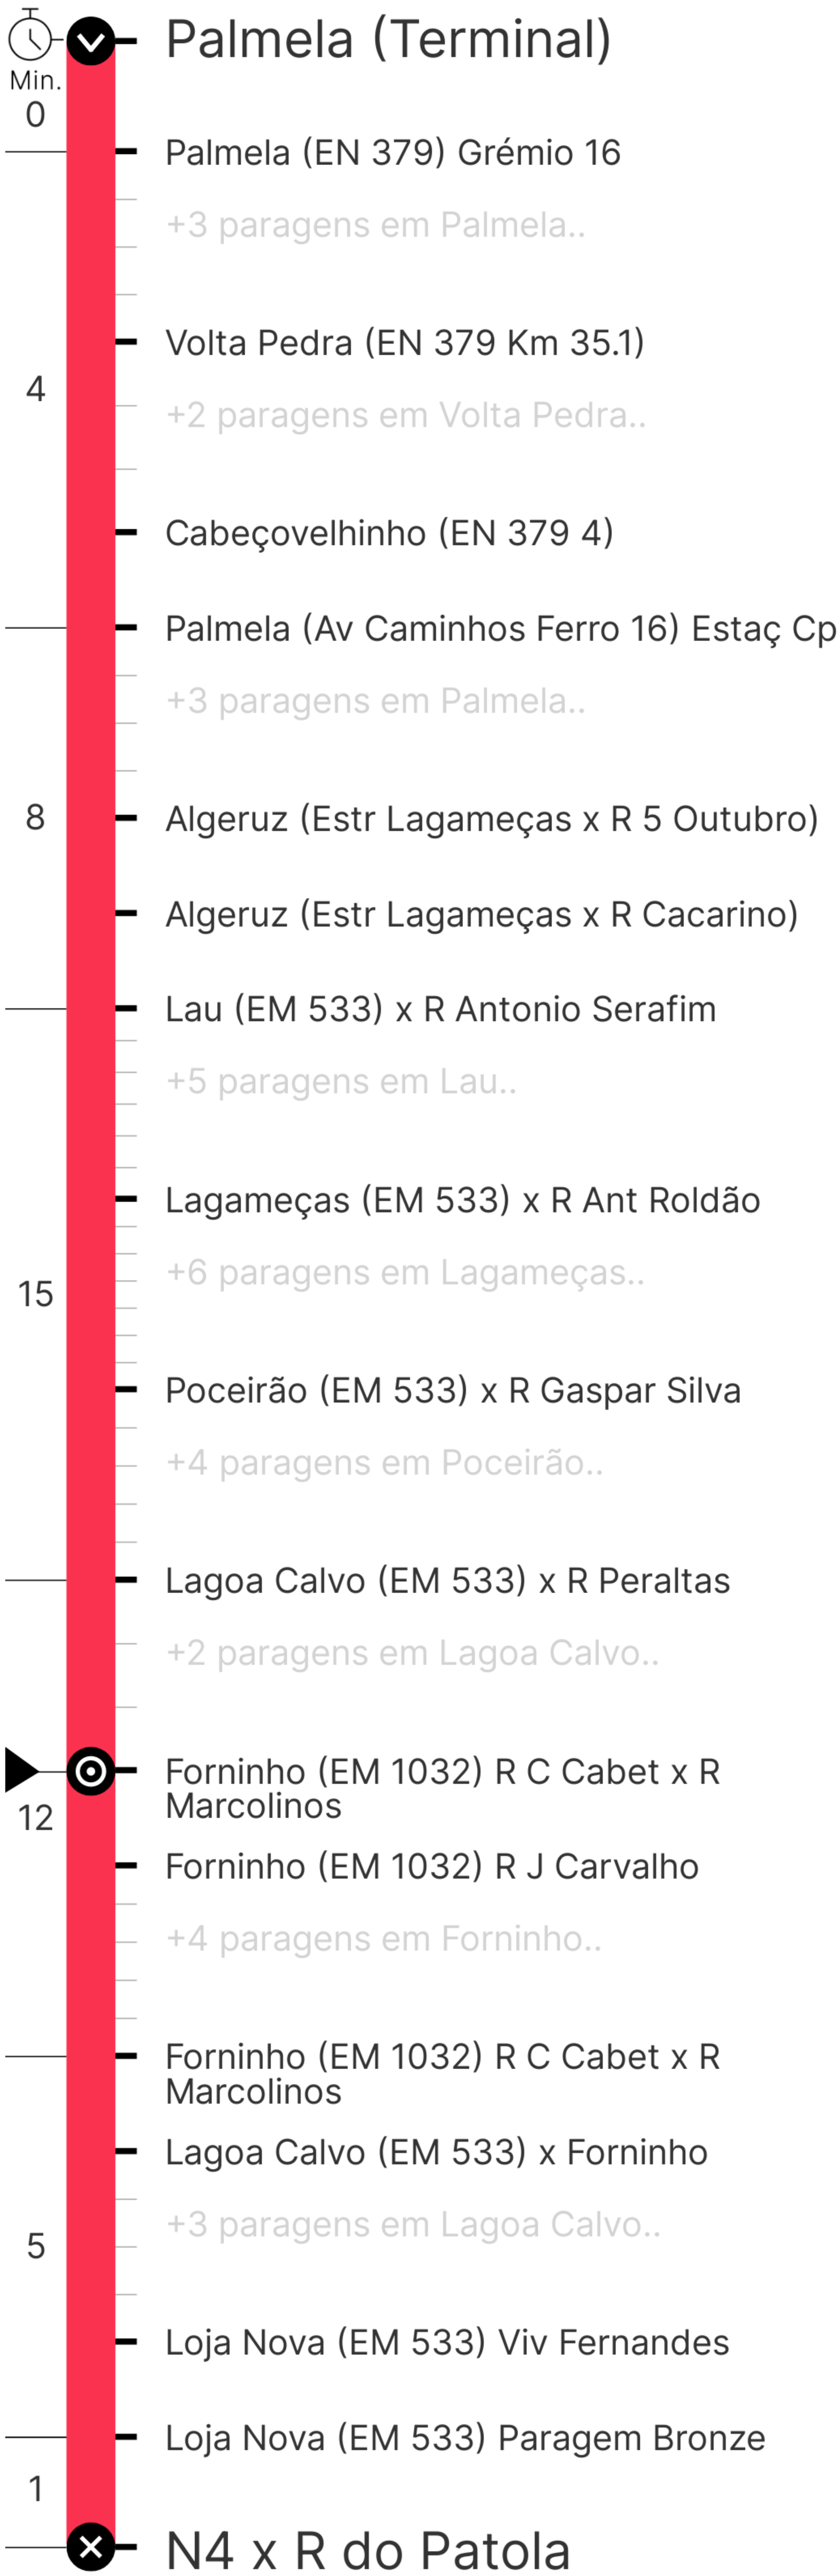 Palmela (Terminal)
Min.
0
Palmela (EN 379) Grémio 16
+3 paragens em Palmela..
Volta Pedra (EN 379 Km 35.1)
4
+2 paragens em Volta Pedra..
Cabeçovelhinho (EN 379 4)
Palmela (Av Caminhos Ferro 16) Estaç Cp
+3 paragens em Palmela..
8
Algeruz (Estr Lagameças x R 5 Outubro)
Algeruz (Estr Lagameças x R Cacarino)
Lau (EM 533) x R Antonio Serafim
+5 paragens em Lau..
Lagameças (EM 533) x R Ant Roldão
+6 paragens em Lagameças..
15
Poceirão (EM 533) x R Gaspar Silva
+4 paragens em Poceirão..
Lagoa Calvo (EM 533) x R Peraltas
+2 paragens em Lagoa Calvo..
Forninho (EM 1032) R C Cabet x R
Marcolinos
12
Forninho (EM 1032) R J Carvalho
+4 paragens em Forninho..
Forninho (EM 1032) R C Cabet x R
Marcolinos
Lagoa Calvo (EM 533) x Forninho
+3 paragens em Lagoa Calvo..
5
Loja Nova (EM 533) Viv Fernandes
Loja Nova (EM 533) Paragem Bronze
1
N4 x R do Patola